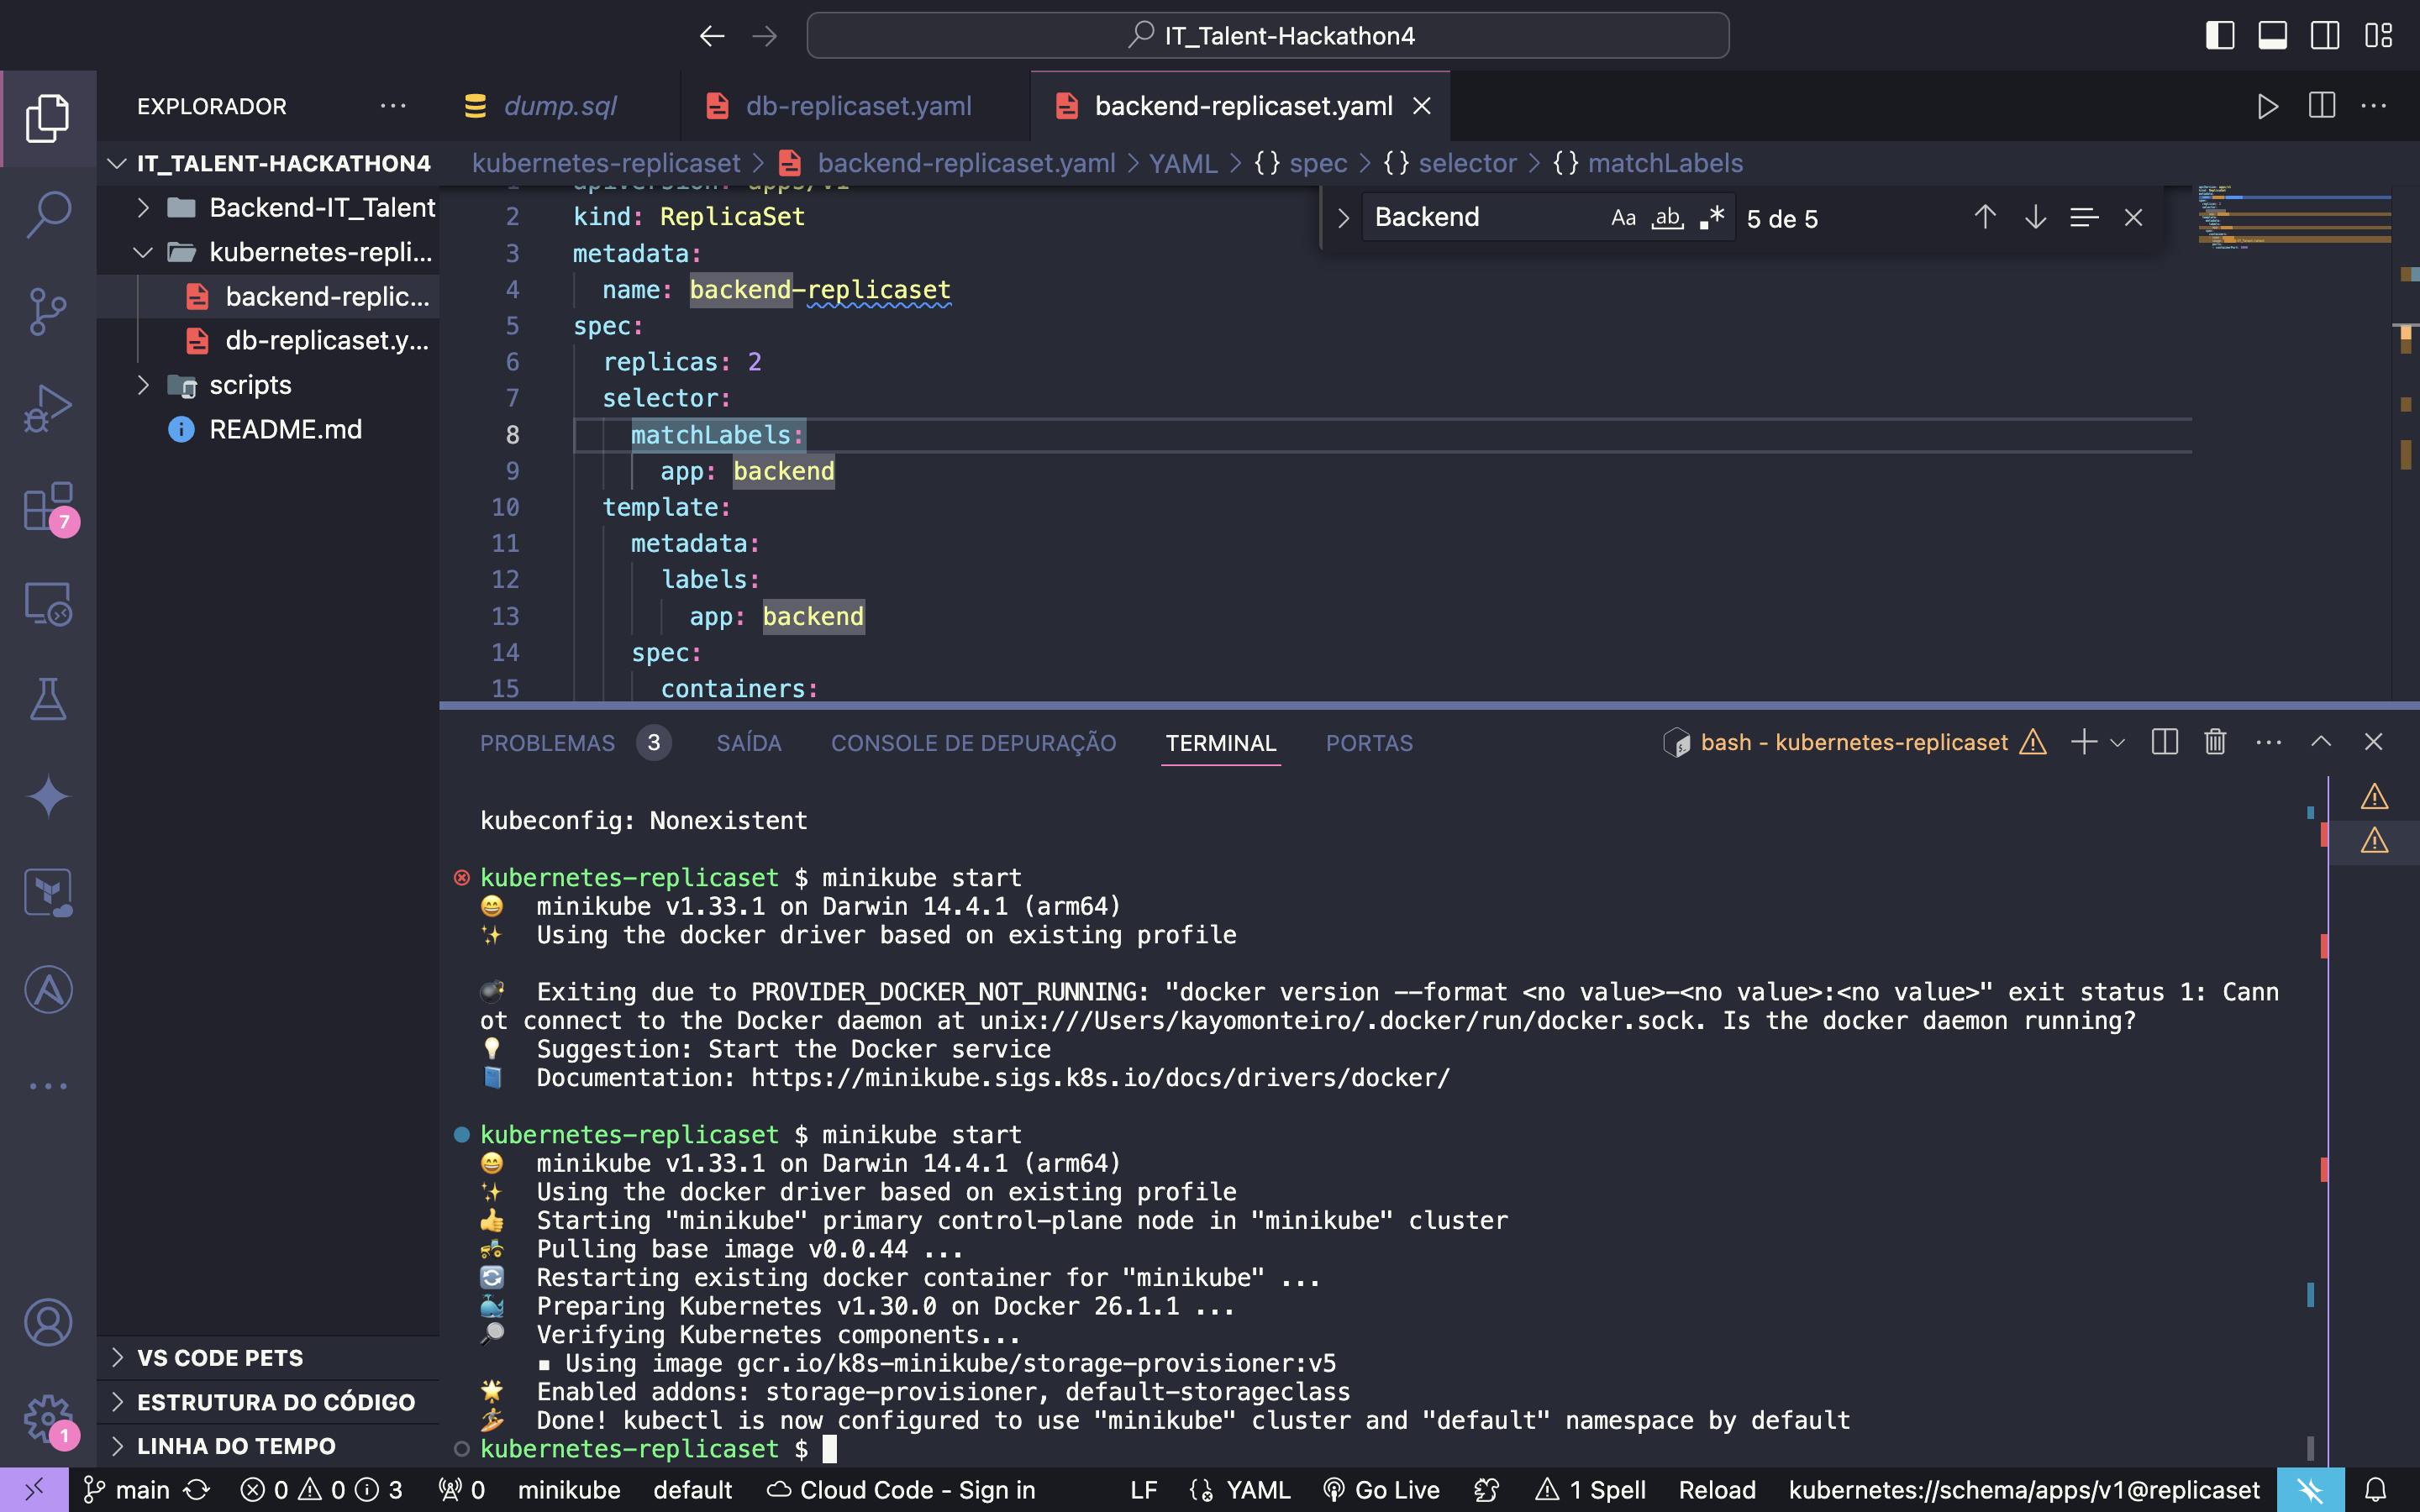 IT_Talent-Hackathon4
EXPLORADOR
dump.sql
db-replicaset.yaml
backend-replicaset.yaml
IT_TALENT-HACKATHON4
Backend-IT_Talent
kubernetes-repli...
backend-replic...
db-replicaset.y...
scripts
README.md
7
kubernetes-replicaset > backend-replicaset.yaml > YAML > {} spec > {} selector > {} matchLabels
Backend
Aa
ab
.*
5 de 5
1 apiVersion: apps/v1
2 kind: ReplicaSet
3 metadata:
4 name: backend-replicaset
5 spec:
6 replicas: 2
7 selector:
8 matchLabels:
9 app: backend
10 template:
11 metadata:
12 labels:
13 app: backend
14 spec:
15 containers:
PROBLEMAS 3 SAÍDA CONSOLE DE DEPURAÇÃO TERMINAL PORTAS
bash - kubernetes-replicaset
kubeconfig: Nonexistent
kubernetes-replicaset $ minikube start
😄 minikube v1.33.1 on Darwin 14.4.1 (arm64)
✨ Using the docker driver based on existing profile
💣 Exiting due to PROVIDER_DOCKER_NOT_RUNNING: "docker version --format <no value>-<no value>:<no value>" exit status 1: Cann
ot connect to the Docker daemon at unix:///Users/kayomonteiro/.docker/run/docker.sock. Is the docker daemon running?
💡 Suggestion: Start the Docker service
📘 Documentation: https://minikube.sigs.k8s.io/docs/drivers/docker/
kubernetes-replicaset $ minikube start
😄 minikube v1.33.1 on Darwin 14.4.1 (arm64)
✨ Using the docker driver based on existing profile
👍 Starting "minikube" primary control-plane node in "minikube" cluster
🚜 Pulling base image v0.0.44 ...
🔄 Restarting existing docker container for "minikube" ...
🐳 Preparing Kubernetes v1.30.0 on Docker 26.1.1 ...
🔎 Verifying Kubernetes components...
▪ Using image gcr.io/k8s-minikube/storage-provisioner:v5
🌟 Enabled addons: storage-provisioner, default-storageclass
🏄 Done! kubectl is now configured to use "minikube" cluster and "default" namespace by default
kubernetes-replicaset $
VS CODE PETS
ESTRUTURA DO CÓDIGO
LINHA DO TEMPO
1
main 0 0 3 0 minikube default Cloud Code - Sign in LF YAML Go Live 1 Spell Reload kubernetes://schema/apps/v1@replicaset